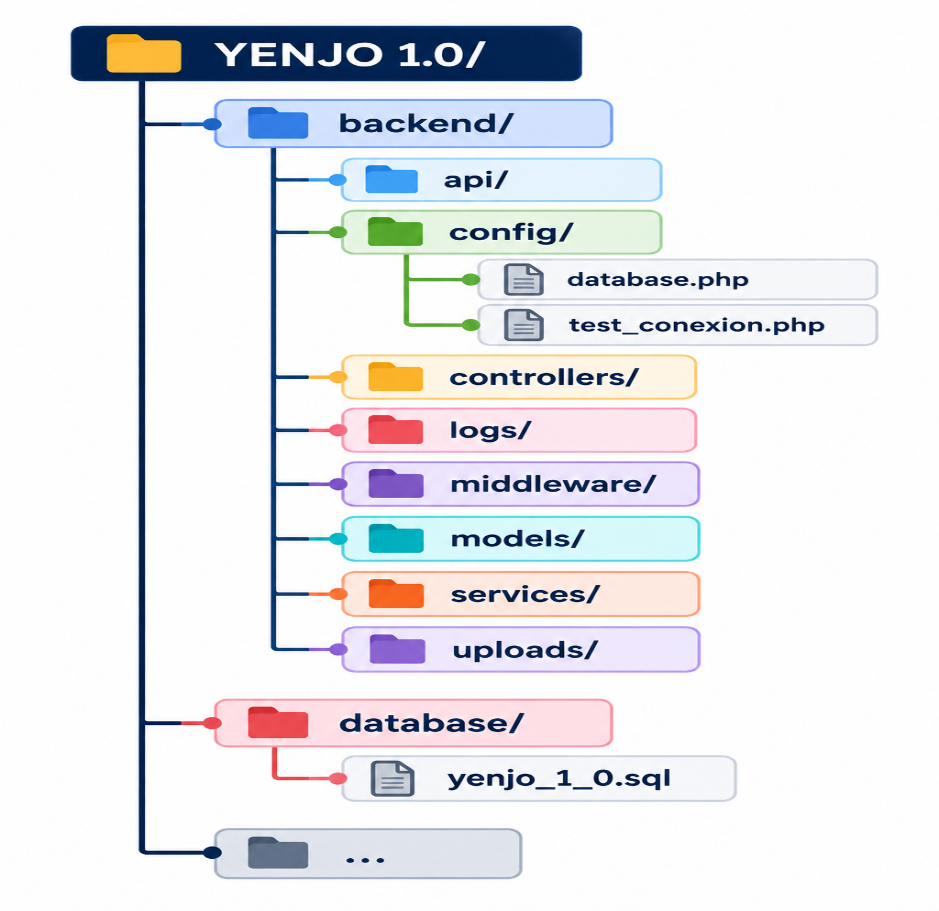 YENJO 1.0/
backend/
api/
config/
database.php
test_conexion.php
controllers/
logs/
middleware/
models/
services/
uploads/
database/
yenjo_1_0.sql
...